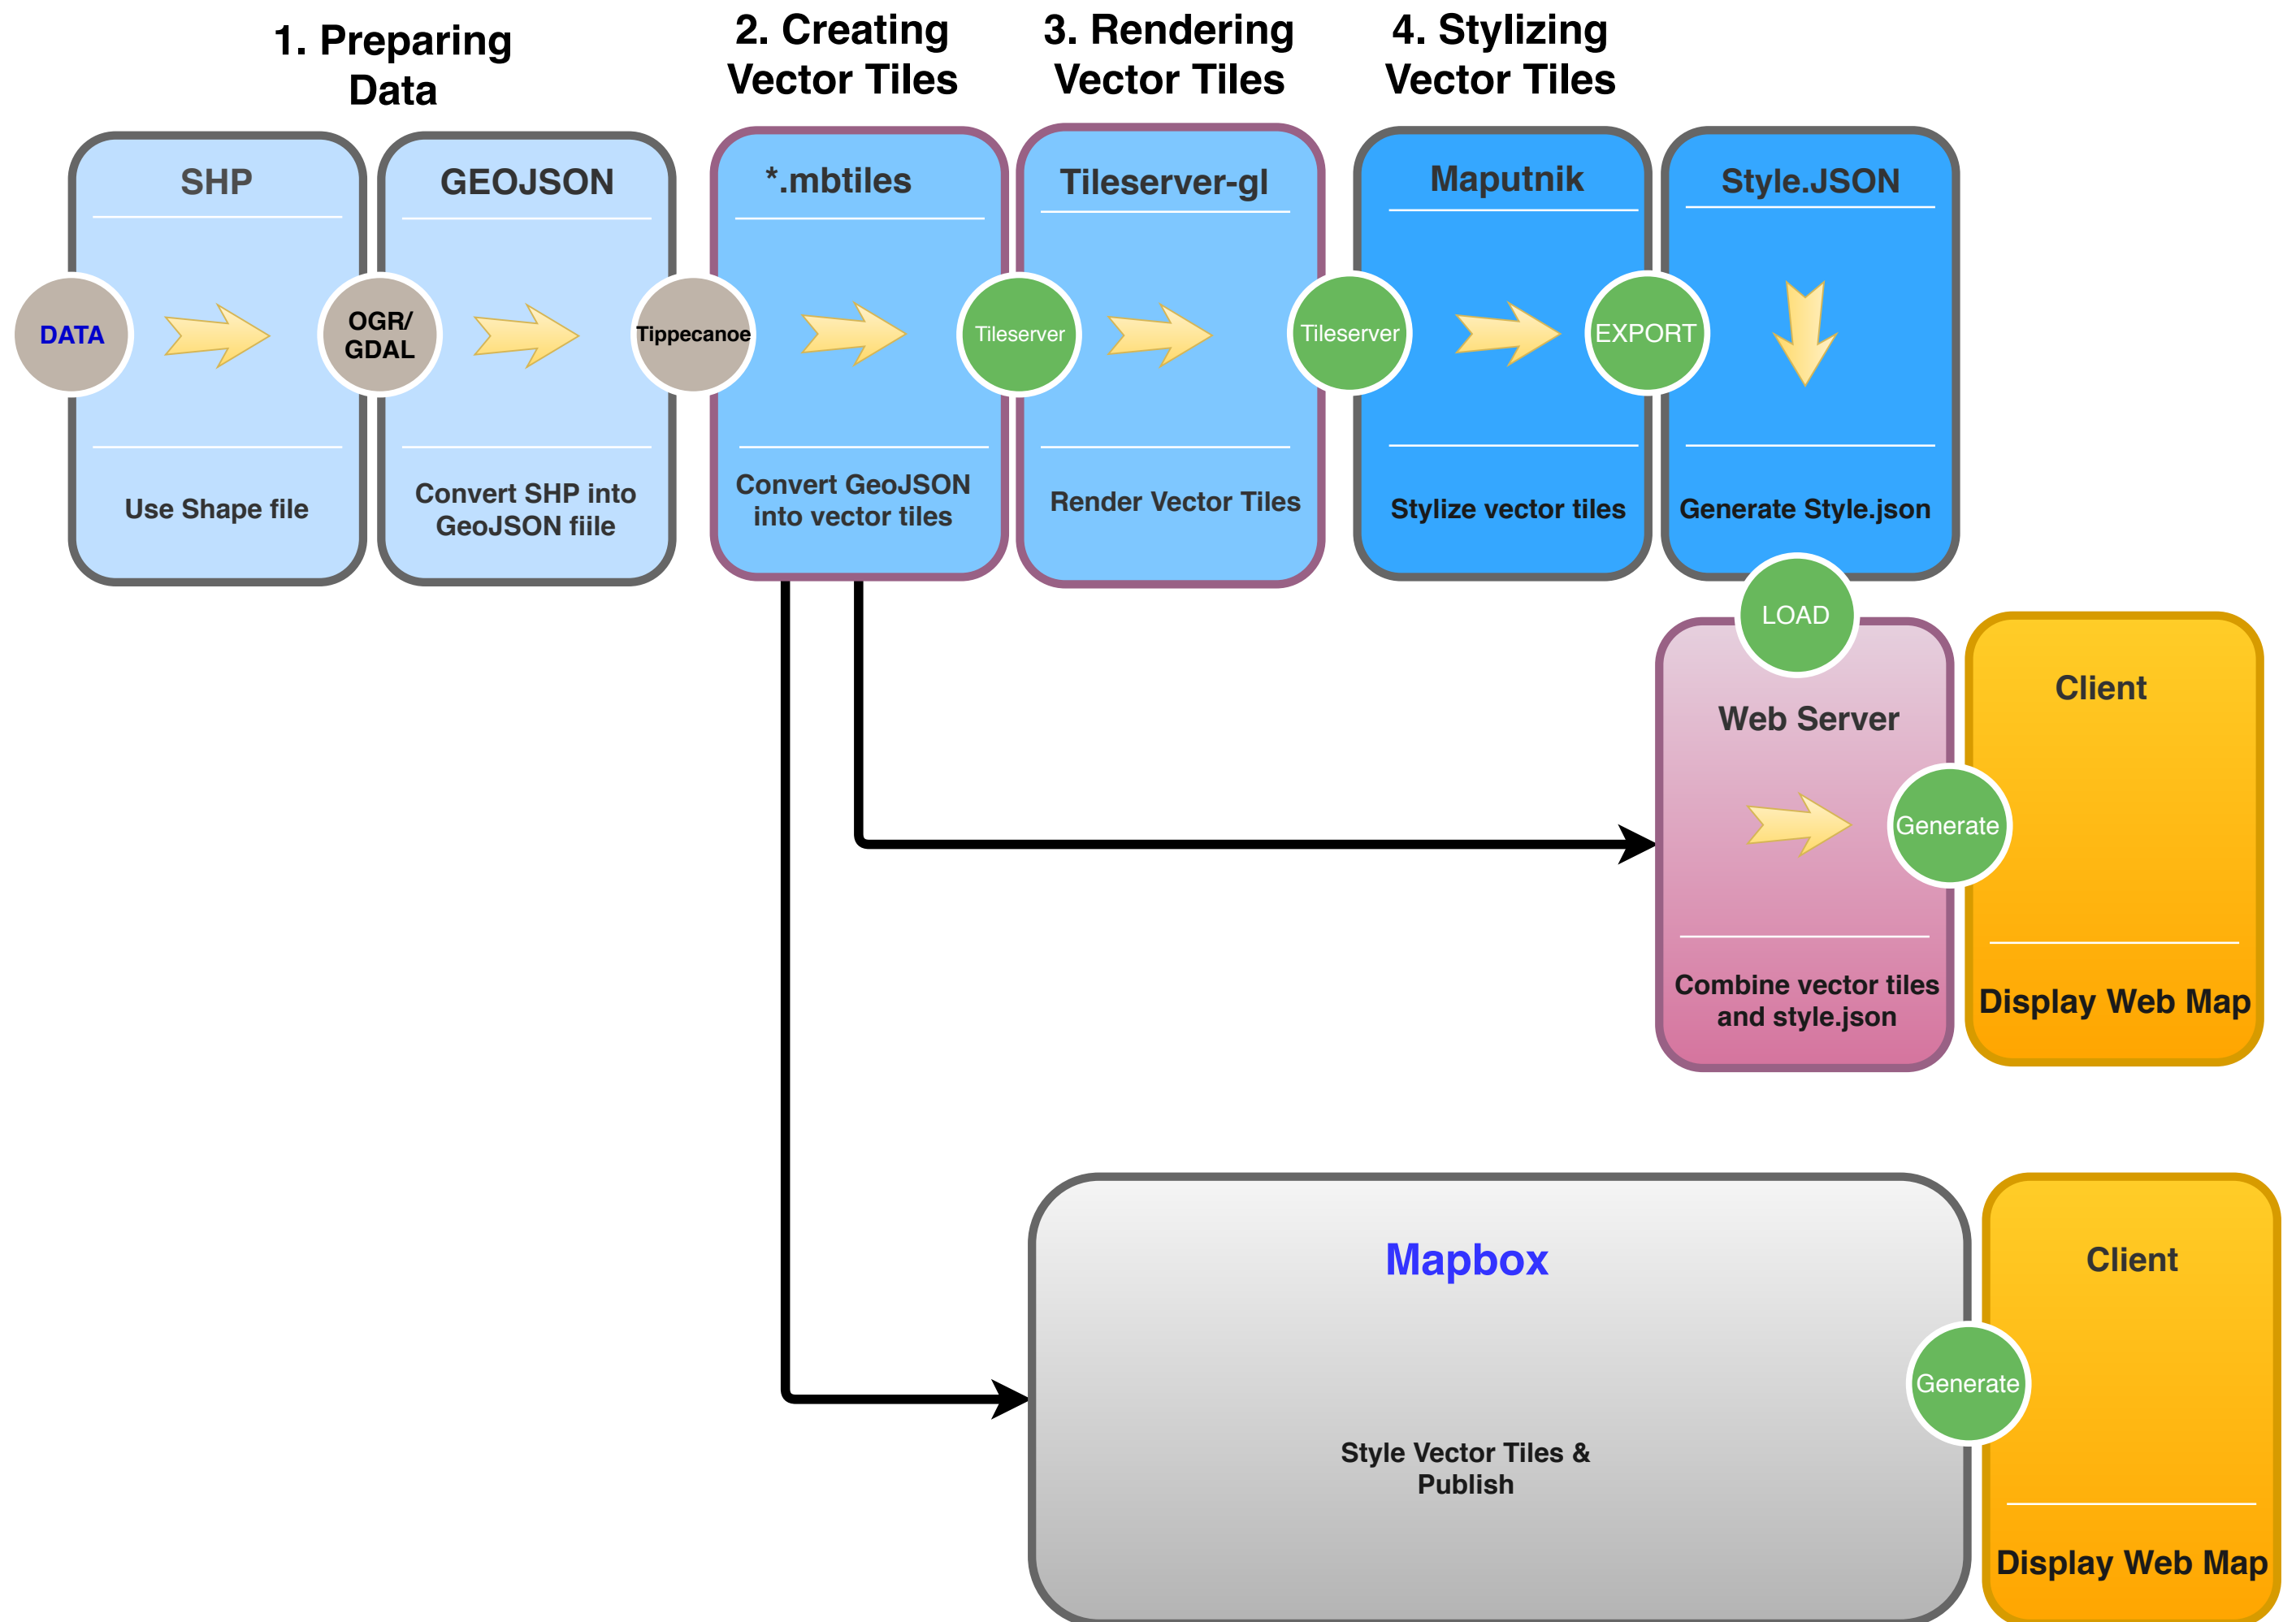 1. Preparing
Data
2. Creating
Vector Tiles
3. Rendering
Vector Tiles
4. Stylizing
Vector Tiles
SHP
GEOJSON
*.mbtiles
Tileserver-gl
Maputnik
Style.JSON
DATA
OGR/
GDAL
Tippecanoe
Tileserver
Tileserver
EXPORT
Use Shape file
Convert SHP into
GeoJSON fiile
Convert GeoJSON
into vector tiles
Render Vector Tiles
Stylize vector tiles
Generate Style.json
LOAD
Web Server
Client
Generate
Combine vector tiles
and style.json
Display Web Map
Mapbox
Client
Generate
Style Vector Tiles &
Publish
Display Web Map